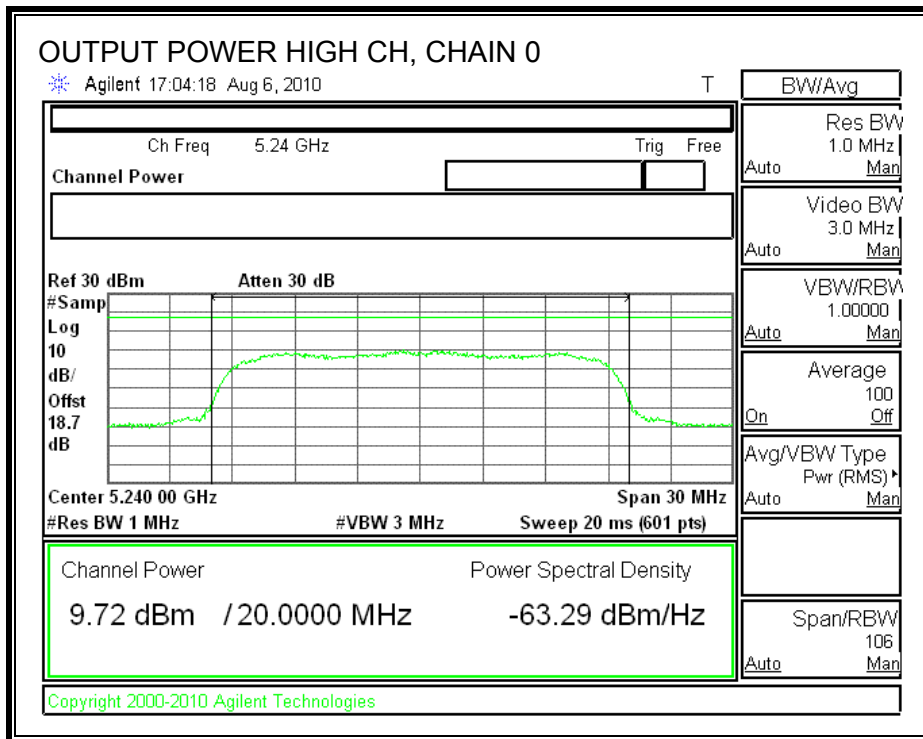 OUTPUT POWER HIGH CH, CHAIN 0
Agilent 17:04:18 Aug 6, 2010 T
Ch Freq 5.24 GHz Trig Free
Channel Power
Ref 30 dBm Atten 30 dB
#Samp
Log
10
dB/
Offst
18.7
dB
Center 5.240 00 GHz Span 30 MHz
#Res BW 1 MHz #VBW 3 MHz Sweep 20 ms (601 pts)
Channel Power Power Spectral Density
9.72 dBm / 20.0000 MHz -63.29 dBm/Hz
Copyright 2000-2010 Agilent Technologies
BW/Avg
Res BW
1.0 MHz
Auto Man
Video BW
3.0 MHz
Auto Man
VBW/RBW
1.00000
Auto Man
Average
100
On Off
Avg/VBW Type
Pwr (RMS)
Auto Man
Span/RBW
106
Auto Man